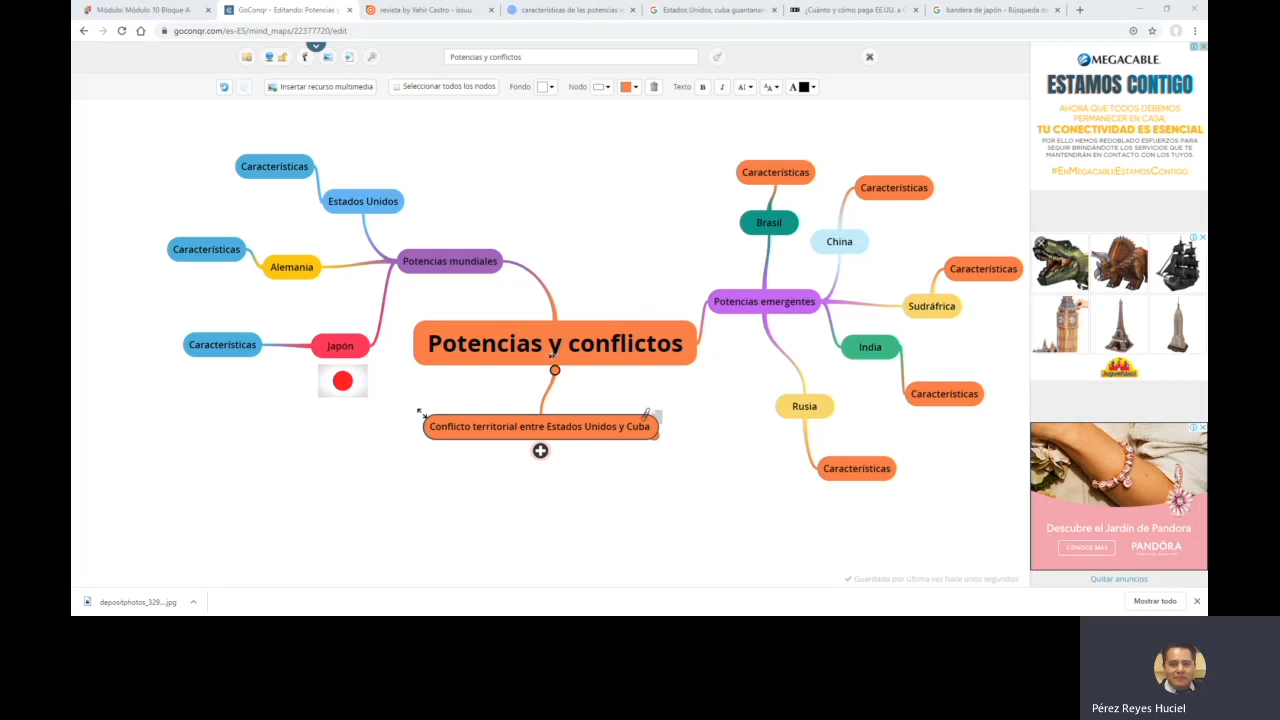 Módulo: Módulo 10 Bloque A
GoConqr - Editando: Potencias y
revista by Yahir Castro - issuu
características de las potencias m
Estados Unidos, cuba guantanam
¿Cuánto y cómo paga EE.UU. a C
bandera de japón - Búsqueda de
goconqr.com/es-ES/mind_maps/22377720/edit
Potencias y conflictos
Insertar recurso multimedia
Seleccionar todos los nodos
Fondo
Nodo
Texto
B
I
A
Características
Estados Unidos
Características
Alemania
Potencias mundiales
Características
Japón
Potencias y conflictos
Conflicto territorial entre Estados Unidos y Cuba
Características
Brasil
Características
China
Características
Potencias emergentes
Sudráfrica
India
Características
Rusia
Características
Guardado por última vez hace unos segundos
MEGACABLE
ESTAMOS CONTIGO
AHORA QUE TODOS DEBEMOS
PERMANECER EN CASA,
TU CONECTIVIDAD ES ESENCIAL
POR ELLO HEMOS REDOBLADO ESFUERZOS PARA
SEGUIR BRINDÁNDOTE LOS SERVICIOS QUE TE
MANTENDRÁN EN CONTACTO CON LOS TUYOS.
#EnMegacableEstamosContigo
Juguetibici
Descubre el Jardín de Pandora
CONOCE MÁS
PANDÖRA
Quitar anuncios
depositphotos_329....jpg
Mostrar todo
Pérez Reyes Huciel